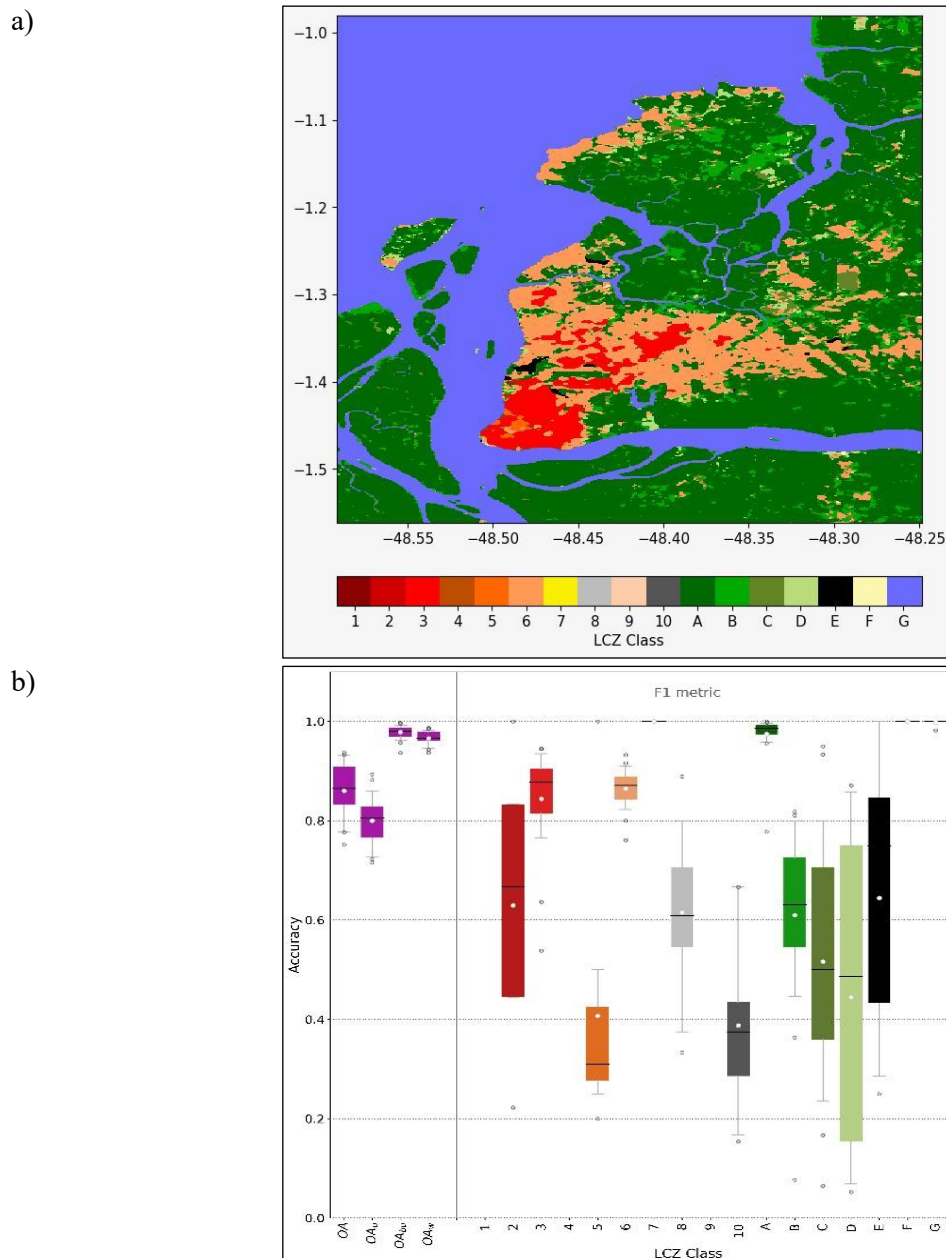 a)
−1.0
−1.1
−1.2
−1.3
−1.4
−1.5
−48.55 −48.50 −48.45 −48.40 −48.35 −48.30 −48.25
1 2 3 4 5 6 7 8 9 10 A B C D E F G
LCZ Class
b)
F1 metric
1.0
0.8
0.6
0.4
0.2
0.0
Accuracy
OA OAu OAbu OAw 1 2 3 4 5 6 7 8 9 10 A B C D E F G
LCZ Class